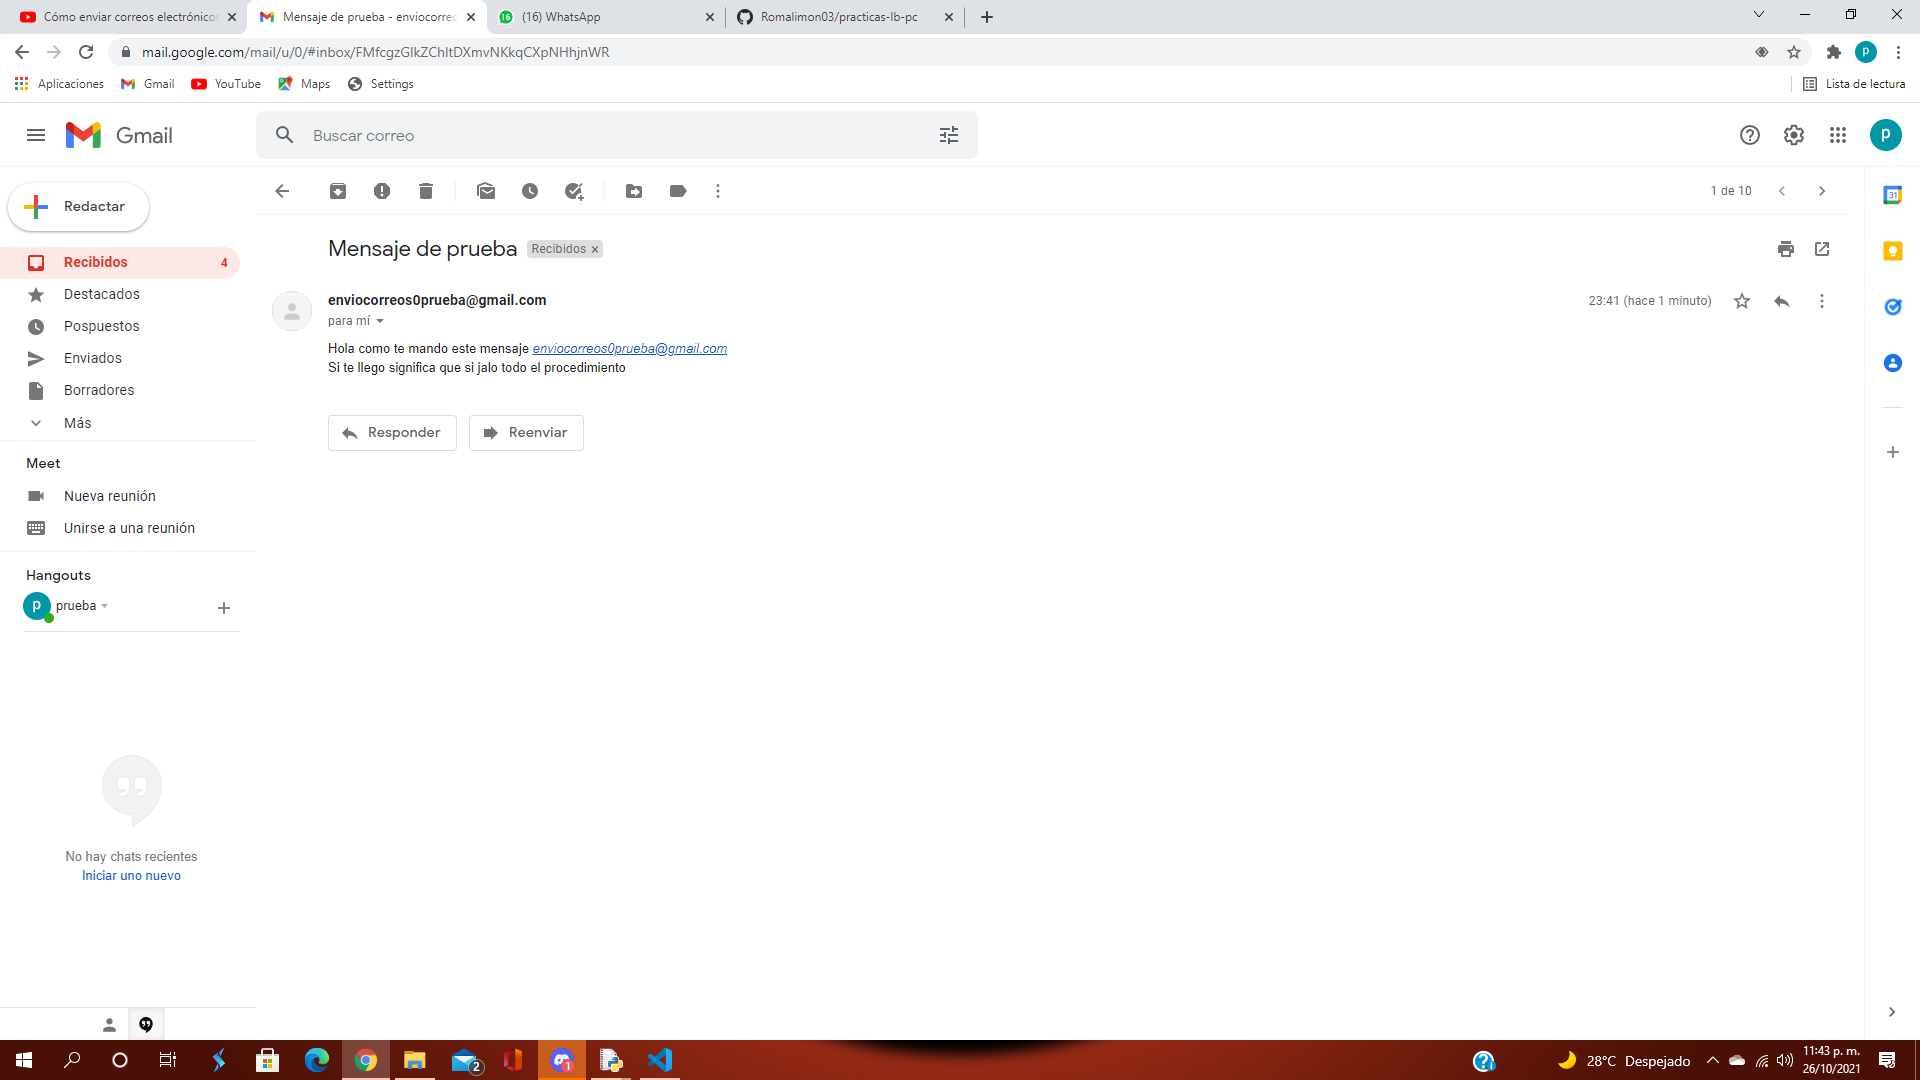 Cómo enviar correos electrónicos
Mensaje de prueba - enviocorreo
(16) WhatsApp
Romalimon03/practicas-lb-pc
mail.google.com/mail/u/0/#inbox/FMfcgzGlkZChltDXmvNKkqCXpNHhjnWR
P
Aplicaciones
Gmail
YouTube
Maps
Settings
Lista de lectura
Gmail
Buscar correo
p
Redactar
1 de 10
31
Recibidos
4
Destacados
Pospuestos
Enviados
Borradores
Más
Mensaje de prueba
Recibidos
enviocorreos0prueba@gmail.com
23:41 (hace 1 minuto)
para mí
Hola como te mando este mensaje enviocorreos0prueba@gmail.com
Si te llego significa que si jalo todo el procedimiento
Responder
Reenviar
Meet
Nueva reunión
Unirse a una reunión
Hangouts
p
prueba
No hay chats recientes
Iniciar uno nuevo
2
1
28°C Despejado
11:43 p. m.
26/10/2021